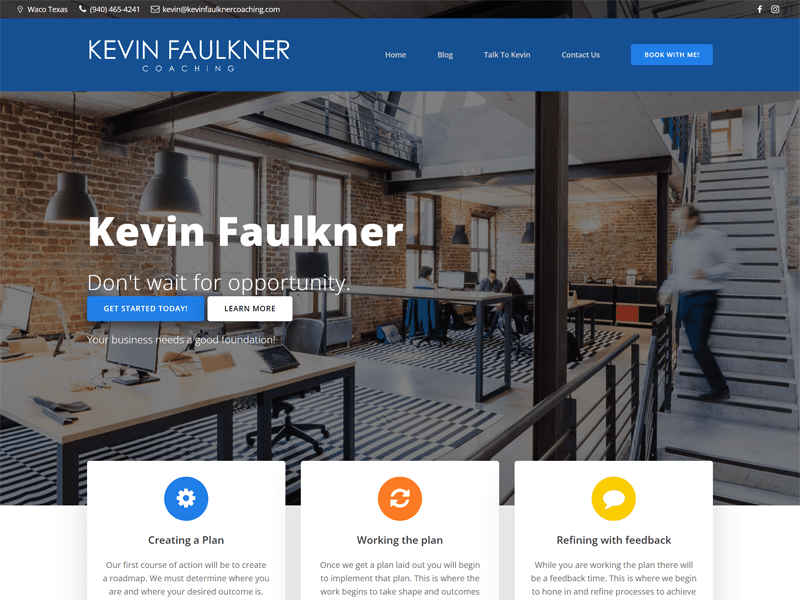 Waco Texas (940) 465-4241 kevin@kevinfaulknercoaching.com
KEVIN FAULKNER
COACHING
Home Blog Talk To Kevin Contact Us BOOK WITH ME!
Kevin Faulkner
Don't wait for opportunity.
GET STARTED TODAY! LEARN MORE
Your business needs a good foundation!
Creating a Plan
Our first course of action will be to create
a roadmap. We must determine where you
are and where your desired outcome is.
Working the plan
Once we get a plan laid out you will begin
to implement that plan. This is where the
work begins to take shape and outcomes
Refining with feedback
While you are working the plan there will
be a feedback time. This is where we begin
to hone in and refine processes to achieve